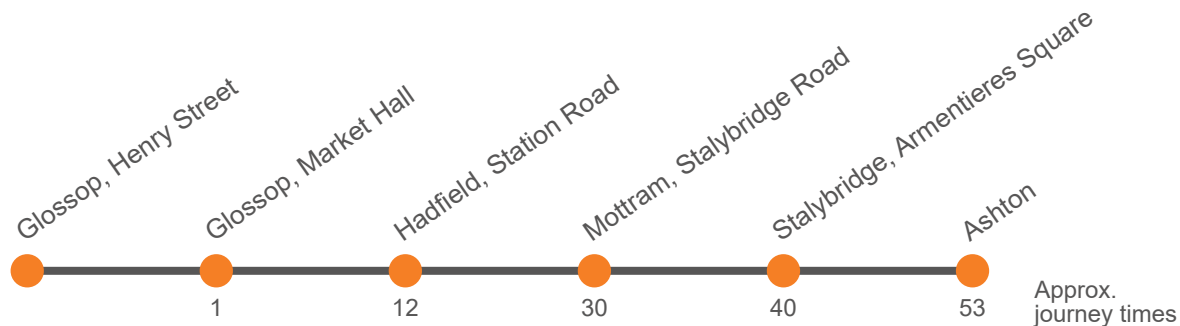 Glossop, Henry Street
Glossop, Market Hall
Hadfield, Station Road
Mottram, Stalybridge Road
Stalybridge, Armentieres Square
Ashton
1
12
30
40
53
Approx.
journey times